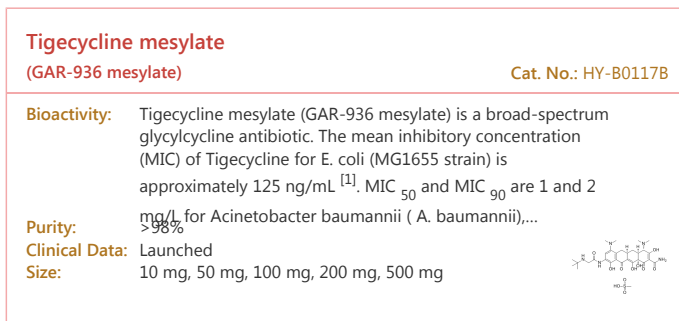 Tigecycline mesylate
(GAR-936 mesylate) Cat. No.: HY-B0117B
Bioactivity: Tigecycline mesylate (GAR-936 mesylate) is a broad-spectrum
glycylcycline antibiotic. The mean inhibitory concentration
(MIC) of Tigecycline for E. coli (MG1655 strain) is
approximately 125 ng/mL [1]. MIC 50 and MIC 90 are 1 and 2
mg/L for Acinetobacter baumannii ( A. baumannii),...
Purity: >98%
Clinical Data: Launched
Size: 10 mg, 50 mg, 100 mg, 200 mg, 500 mg